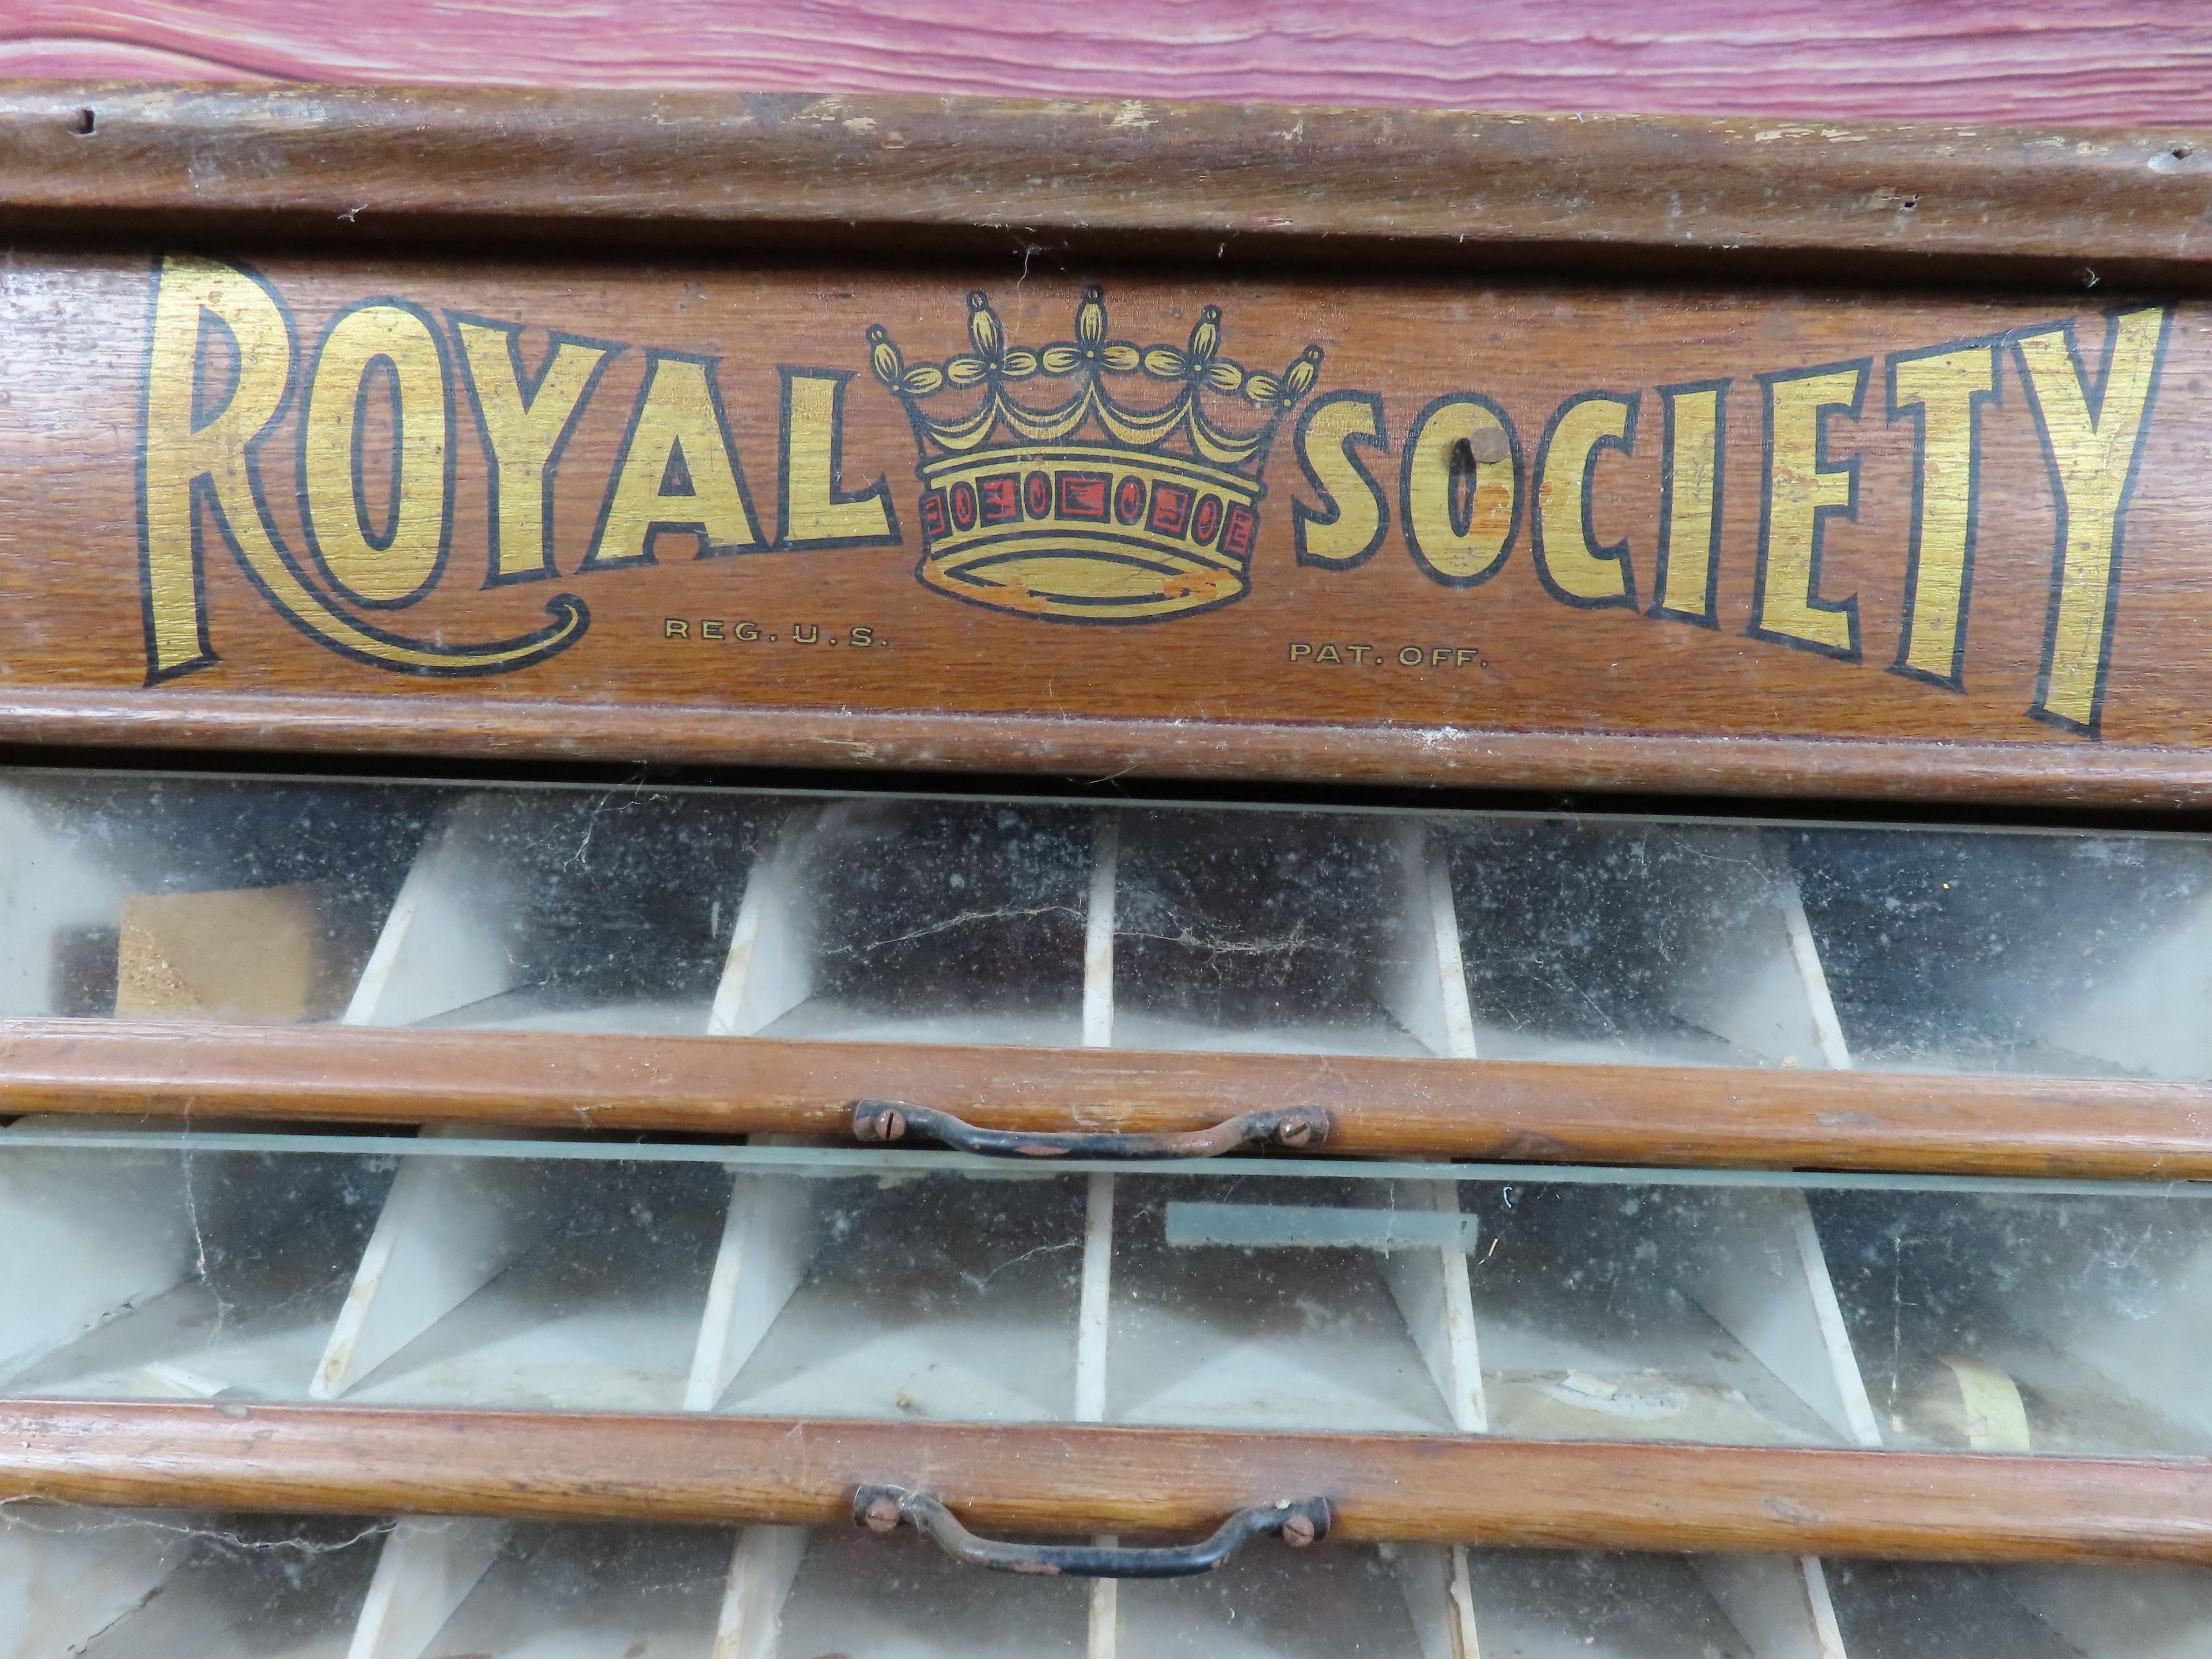 ROYAL SOCIETY
REG. U.S. PAT. OFF.